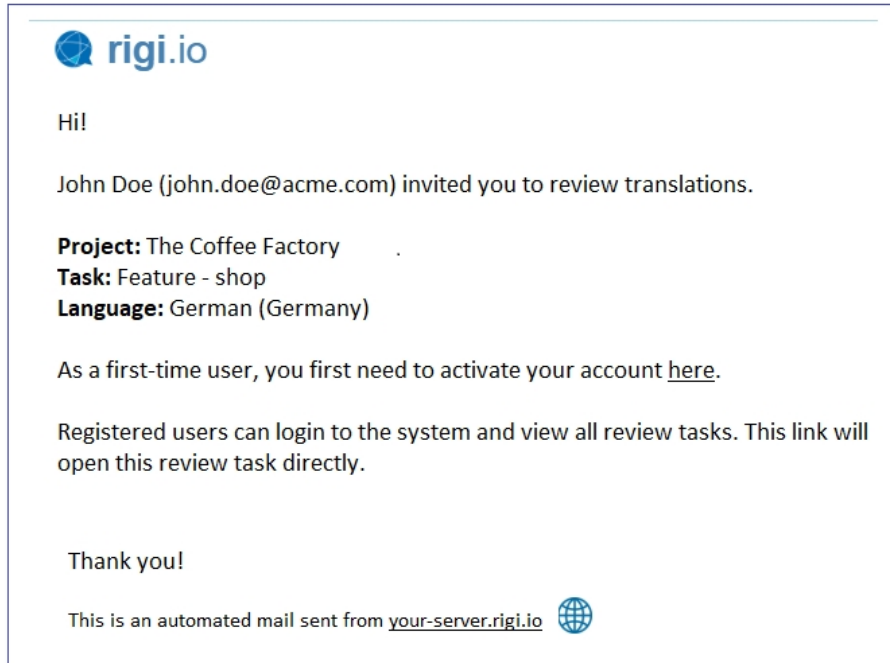 rigi.io
Hi!
John Doe (john.doe@acme.com) invited you to review translations.
Project: The Coffee Factory .
Task: Feature - shop
Language: German (Germany)
As a first-time user, you first need to activate your account here.
Registered users can login to the system and view all review tasks. This link will
open this review task directly.
Thank you!
This is an automated mail sent from your-server.rigi.io